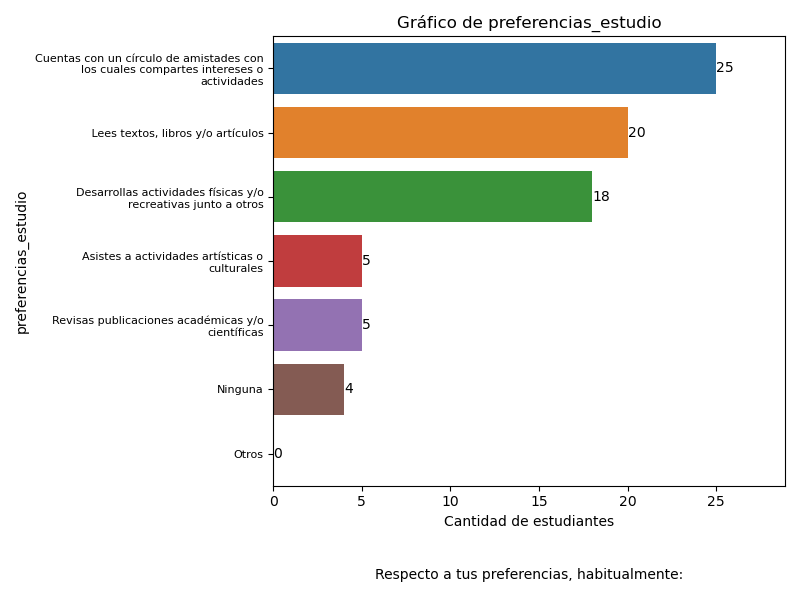 Gráfico de preferencias_estudio
preferencias_estudio
Cuentas con un círculo de amistades con
los cuales compartes intereses o
actividades
25
Lees textos, libros y/o artículos
20
Desarrollas actividades físicas y/o
recreativas junto a otros
18
Asistes a actividades artísticas o
culturales
5
Revisas publicaciones académicas y/o
científicas
5
Ninguna
4
Otros
0
0 5 10 15 20 25
Cantidad de estudiantes
Respecto a tus preferencias, habitualmente: